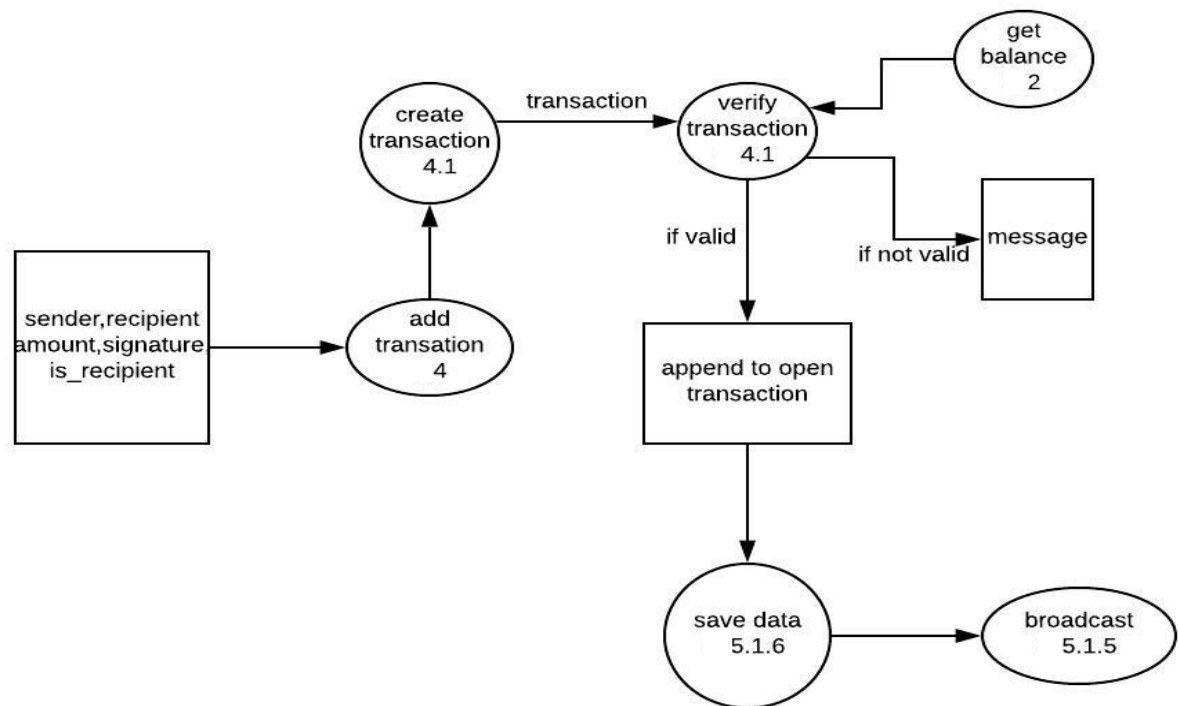 get
balance
2
create
transaction
4.1
transaction
verify
transaction
4.1
if valid
if not valid
message
sender,recipient
amount,signature,
is_recipient
add
transation
4
append to open
transaction
save data
5.1.6
broadcast
5.1.5